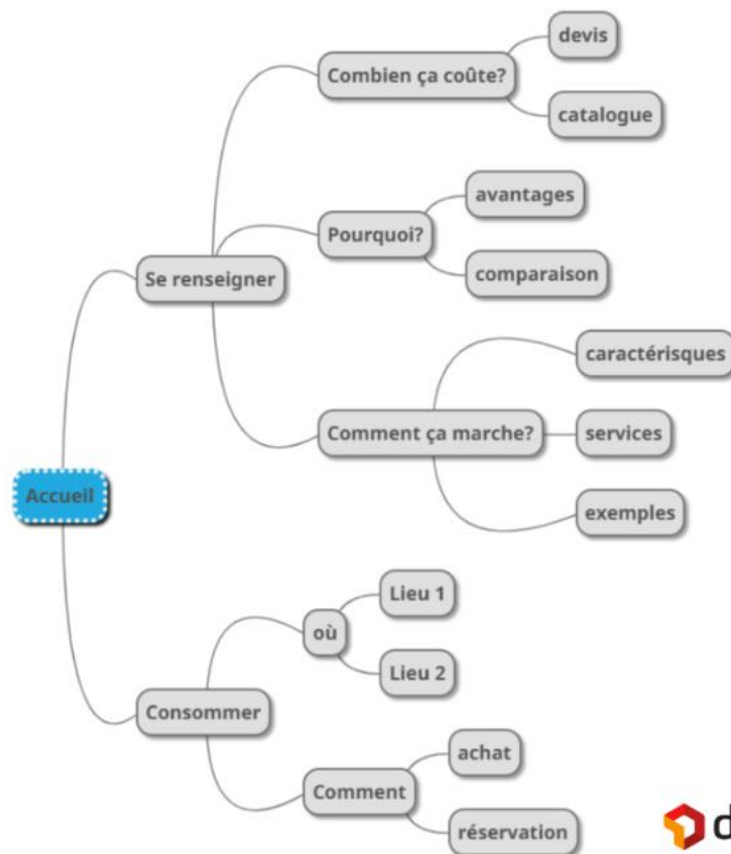 devis
Combien ça coûte?
catalogue
avantages
Pourquoi?
comparaison
Se renseigner
caractérisques
Comment ça marche?
services
exemples
Accueil
Lieu 1
où
Lieu 2
Consommer
achat
Comment
réservation
d